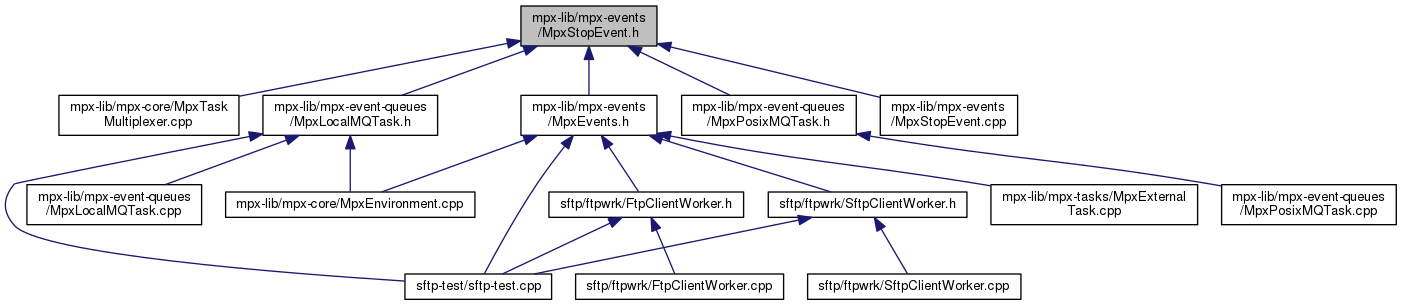 mpx-lib/mpx-events
/MpxStopEvent.h
mpx-lib/mpx-core/MpxTask
Multiplexer.cpp
mpx-lib/mpx-event-queues
/MpxLocalMQTask.h
mpx-lib/mpx-events
/MpxEvents.h
mpx-lib/mpx-event-queues
/MpxPosixMQTask.h
mpx-lib/mpx-events
/MpxStopEvent.cpp
mpx-lib/mpx-event-queues
/MpxLocalMQTask.cpp
mpx-lib/mpx-core/MpxEnvironment.cpp
sftp/ftpwrk/FtpClientWorker.h
sftp/ftpwrk/SftpClientWorker.h
mpx-lib/mpx-tasks/MpxExternal
Task.cpp
mpx-lib/mpx-event-queues
/MpxPosixMQTask.cpp
sftp-test/sftp-test.cpp
sftp/ftpwrk/FtpClientWorker.cpp
sftp/ftpwrk/SftpClientWorker.cpp